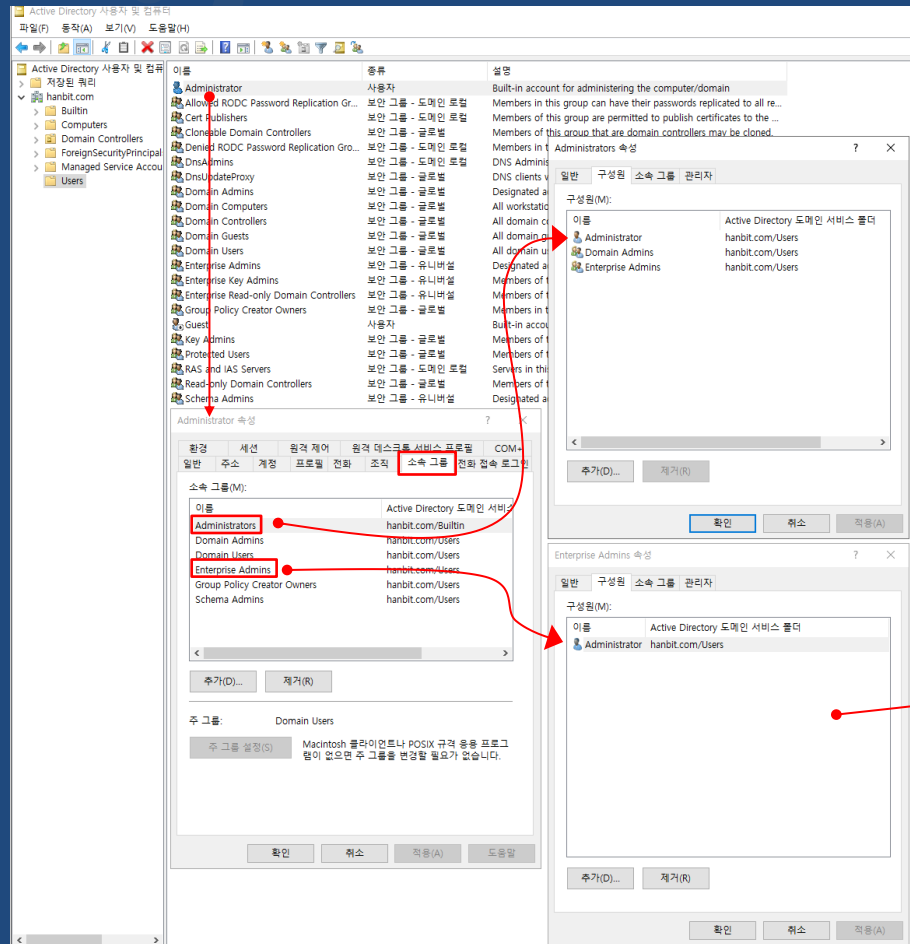 Active Directory 사용자 및 컴퓨터
파일(F) 동작(A) 보기(V) 도움말(H)
Active Directory 사용자 및 컴퓨
저장된 쿼리
hanbit.com
Builtin
Computers
Domain Controllers
ForeignSecurityPrincipal
Managed Service Accou
Users
이름 종류 설명
Administrator 사용자 Built-in account for administering the computer/domain
Allowed RODC Password Replication Gr... 보안 그룹 - 도메인 로컬 Members in this group can have their passwords replicated to all re...
Cert Publishers 보안 그룹 - 도메인 로컬 Members of this group are permitted to publish certificates to the ...
Cloneable Domain Controllers 보안 그룹 - 글로벌 Members of this group that are domain controllers may be cloned.
Denied RODC Password Replication Gro... 보안 그룹 - 도메인 로컬 Members in t
DnsAdmins 보안 그룹 - 도메인 로컬 DNS Adminis
DnsUpdateProxy 보안 그룹 - 글로벌 DNS clients w
Domain Admins 보안 그룹 - 글로벌 Designated a
Domain Computers 보안 그룹 - 글로벌 All workstatio
Domain Controllers 보안 그룹 - 글로벌 All domain co
Domain Guests 보안 그룹 - 글로벌 All domain g
Domain Users 보안 그룹 - 글로벌 All domain u
Enterprise Admins 보안 그룹 - 유니버설 Designated a
Enterprise Key Admins 보안 그룹 - 유니버설 Members of t
Enterprise Read-only Domain Controllers 보안 그룹 - 유니버설 Members of t
Group Policy Creator Owners 보안 그룹 - 글로벌 Members in t
Guest 사용자 Built-in accou
Key Admins 보안 그룹 - 글로벌 Members of t
Protected Users 보안 그룹 - 글로벌 Members of t
RAS and IAS Servers 보안 그룹 - 도메인 로컬 Servers in thi
Read-only Domain Controllers 보안 그룹 - 글로벌 Members of t
Schema Admins 보안 그룹 - 유니버설 Designated a
Administrator 속성 ?
환경 세션 원격 제어 원격 데스크톱 서비스 프로필 COM+
일반 주소 계정 프로필 전화 조직 소속 그룹 전화 접속 로그인
소속 그룹(M):
이름 Active Directory 도메인 서비스
Administrators hanbit.com/Builtin
Domain Admins hanbit.com/Users
Domain Users hanbit.com/Users
Enterprise Admins hanbit.com/Users
Group Policy Creator Owners hanbit.com/Users
Schema Admins hanbit.com/Users
추가(D)... 제거(R)
주 그룹: Domain Users
주 그룹 설정(S) Macintosh 클라이언트나 POSIX 규격 응용 프로그
램이 없으면 주 그룹을 변경할 필요가 없습니다.
확인 취소 적용(A) 도움말
Administrators 속성 ?
일반 구성원 소속 그룹 관리자
구성원(M):
이름 Active Directory 도메인 서비스 폴더
Administrator hanbit.com/Users
Domain Admins hanbit.com/Users
Enterprise Admins hanbit.com/Users
추가(D)... 제거(R)
확인 취소 적용(A)
Enterprise Admins 속성 ?
일반 구성원 소속 그룹 관리자
구성원(M):
이름 Active Directory 도메인 서비스 폴더
Administrator hanbit.com/Users
추가(D)... 제거(R)
확인 취소 적용(A)